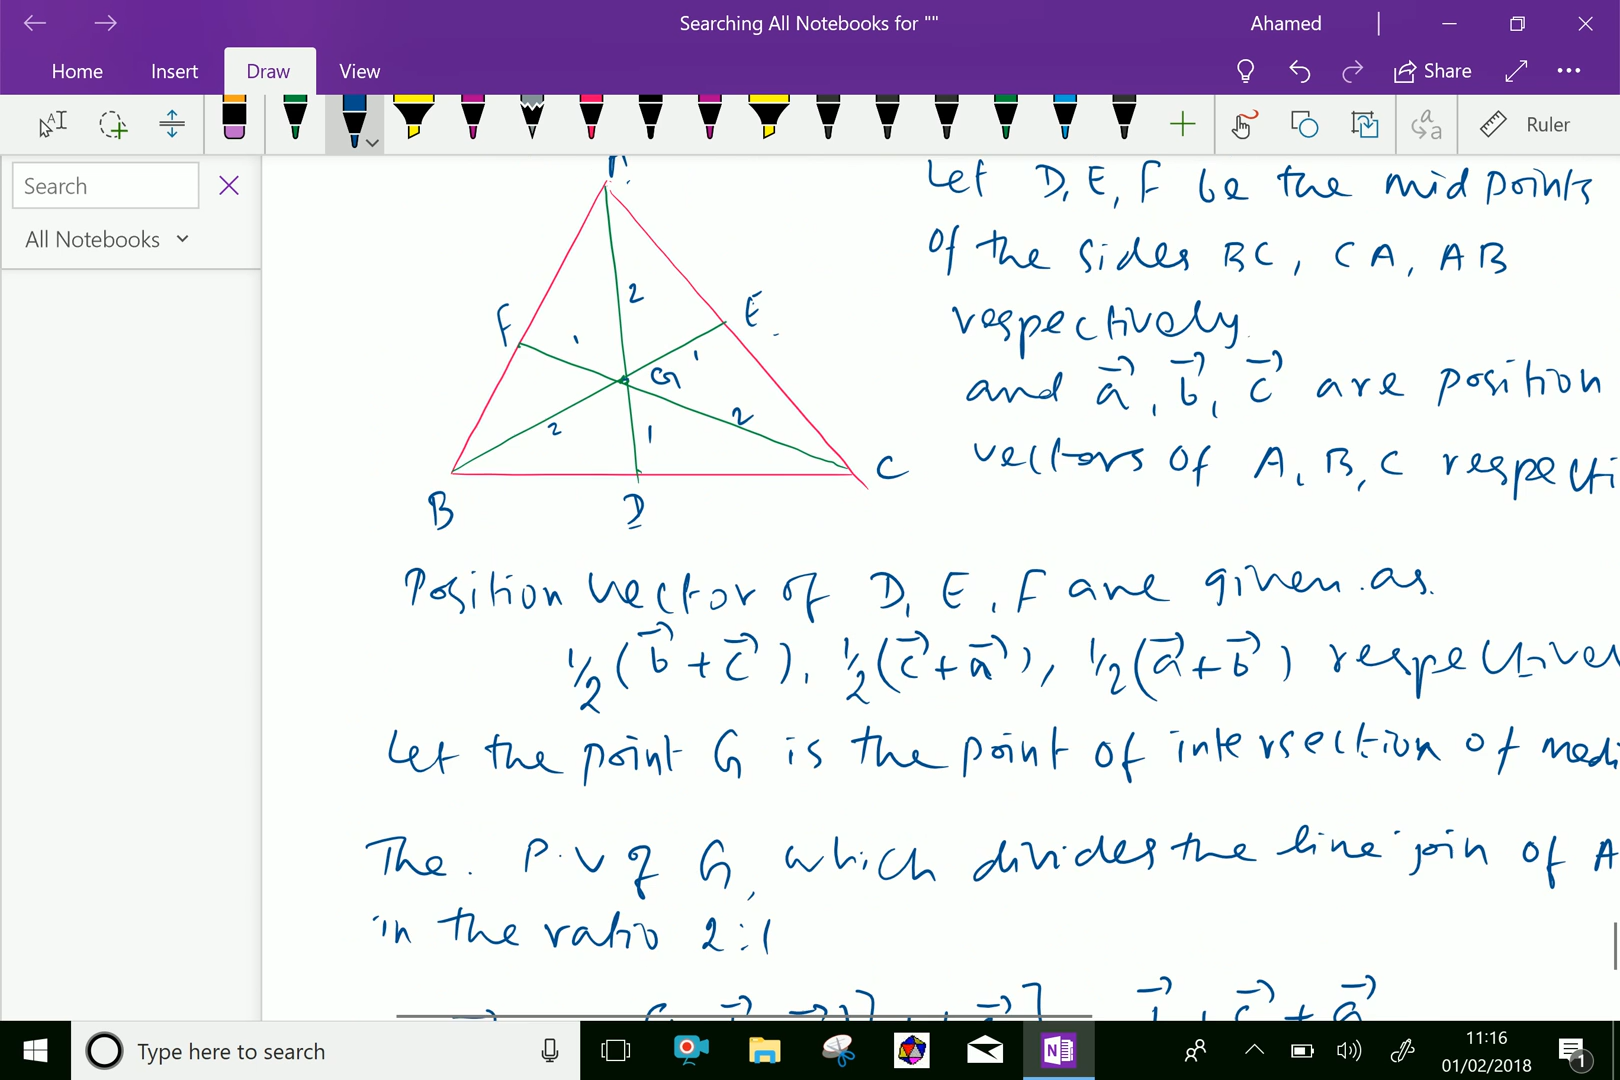 Searching All Notebooks for ""
Ahamed
Home Insert Draw View
Share
Ruler
Search
All Notebooks
Let D, E, F be the mid points
of the sides BC, CA, AB
respectively.
and a⃗, b⃗, c⃗ are position
vectors of A, B, C
F
2
E
1
1
G
2
2
1
B
D
C
Position vector of D, E, F are given as.
1/2 (b⃗ + c⃗), 1/2 (c⃗ + a⃗), 1/2 (a⃗ + b⃗)
Let the point G is the point of intersection of
The P.V of G, which divides the line join of A
in the ratio 2:1
Type here to search
11:16
01/02/2018
1